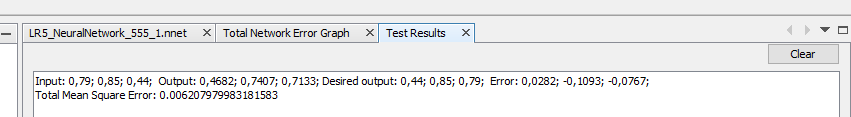 LR5_NeuralNetwork_555_1.nnet Total Network Error Graph Test Results
Clear
Input: 0,79; 0,85; 0,44; Output: 0,4682; 0,7407; 0,7133; Desired output: 0,44; 0,85; 0,79; Error: 0,0282; -0,1093; -0,0767;
Total Mean Square Error: 0.006207979983181583